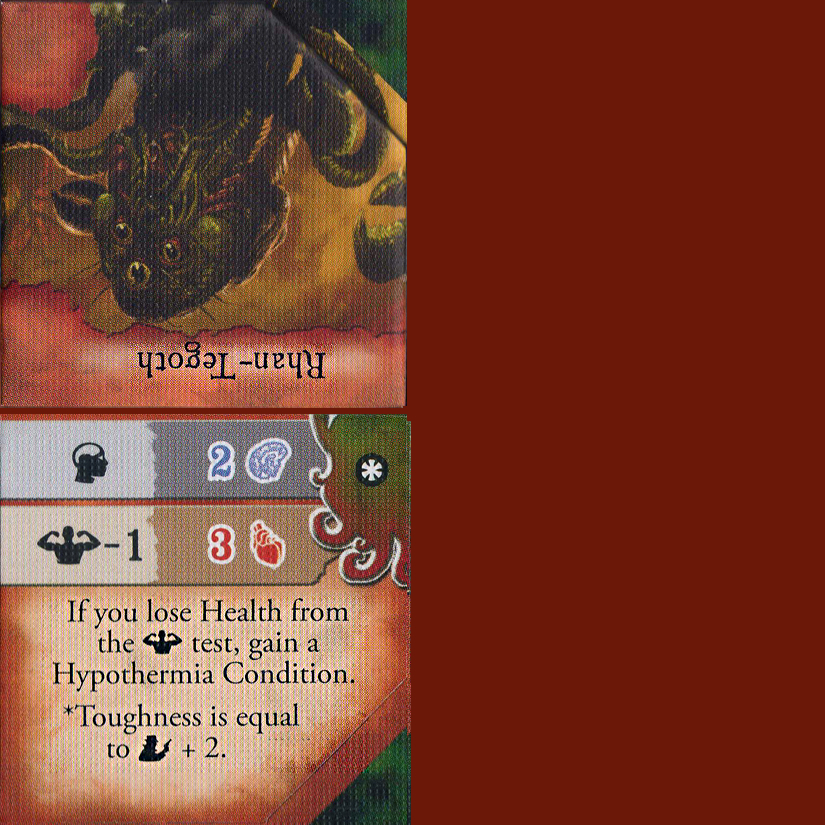 Rhan-Tegoth
2
*
-1 3
If you lose Health from
the test, gain a
Hypothermia Condition.
*Toughness is equal
to + 2.